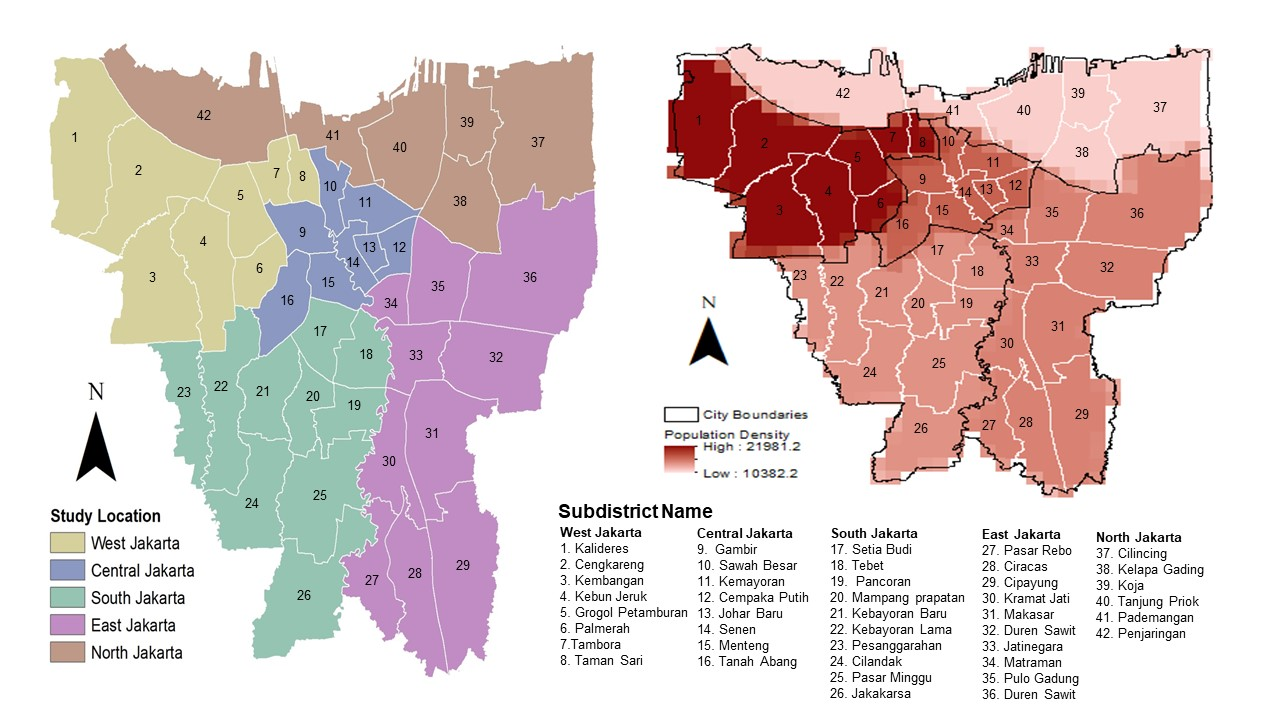 42
41
40
39
37
38
1
2
7
8
5
10
11
9
13
12
14
4
6
3
15
16
34
35
36
17
18
33
32
23
22
21
20
19
31
30
24
25
29
28
27
26
N
Study Location
West Jakarta
Central Jakarta
South Jakarta
East Jakarta
North Jakarta
42
41
40
39
37
38
1
2
7
8
10
5
11
9
14
13
12
4
6
3
15
16
34
35
36
17
33
32
18
23
22
21
20
19
31
30
25
24
29
28
27
26
N
City Boundaries
Population Density
High : 21981.2
Low : 10382.2
Subdistrict Name
West Jakarta
1. Kalideres
2. Cengkareng
3. Kembangan
4. Kebun Jeruk
5. Grogol Petamburan
6. Palmerah
7.Tambora
8. Taman Sari
Central Jakarta
9. Gambir
10. Sawah Besar
11. Kemayoran
12. Cempaka Putih
13. Johar Baru
14. Senen
15. Menteng
16. Tanah Abang
South Jakarta
17. Setia Budi
18. Tebet
19. Pancoran
20. Mampang prapatan
21. Kebayoran Baru
22. Kebayoran Lama
23. Pesanggarahan
24. Cilandak
25. Pasar Minggu
26. Jakakarsa
East Jakarta
27. Pasar Rebo
28. Ciracas
29. Cipayung
30. Kramat Jati
31. Makasar
32. Duren Sawit
33. Jatinegara
34. Matraman
35. Pulo Gadung
36. Duren Sawit
North Jakarta
37. Cilincing
38. Kelapa Gading
39. Koja
40. Tanjung Priok
41. Pademangan
42. Penjaringan